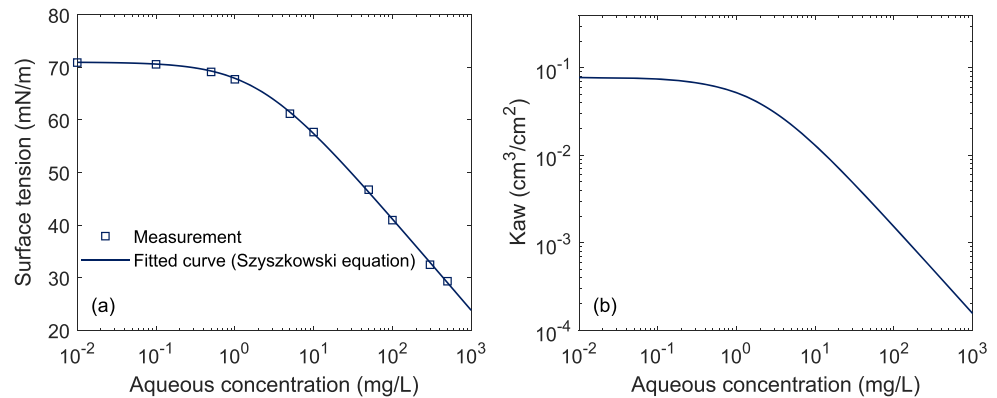 80
70
60
50
40
30
20
Surface tension (mN/m)
Measurement
Fitted curve (Szyszkowski equation)
(a)
10^-2 10^-1 10^0 10^1 10^2 10^3
Aqueous concentration (mg/L)
10^-1
10^-2
10^-3
10^-4
Kaw (cm^3/cm^2)
(b)
10^-2 10^-1 10^0 10^1 10^2 10^3
Aqueous concentration (mg/L)